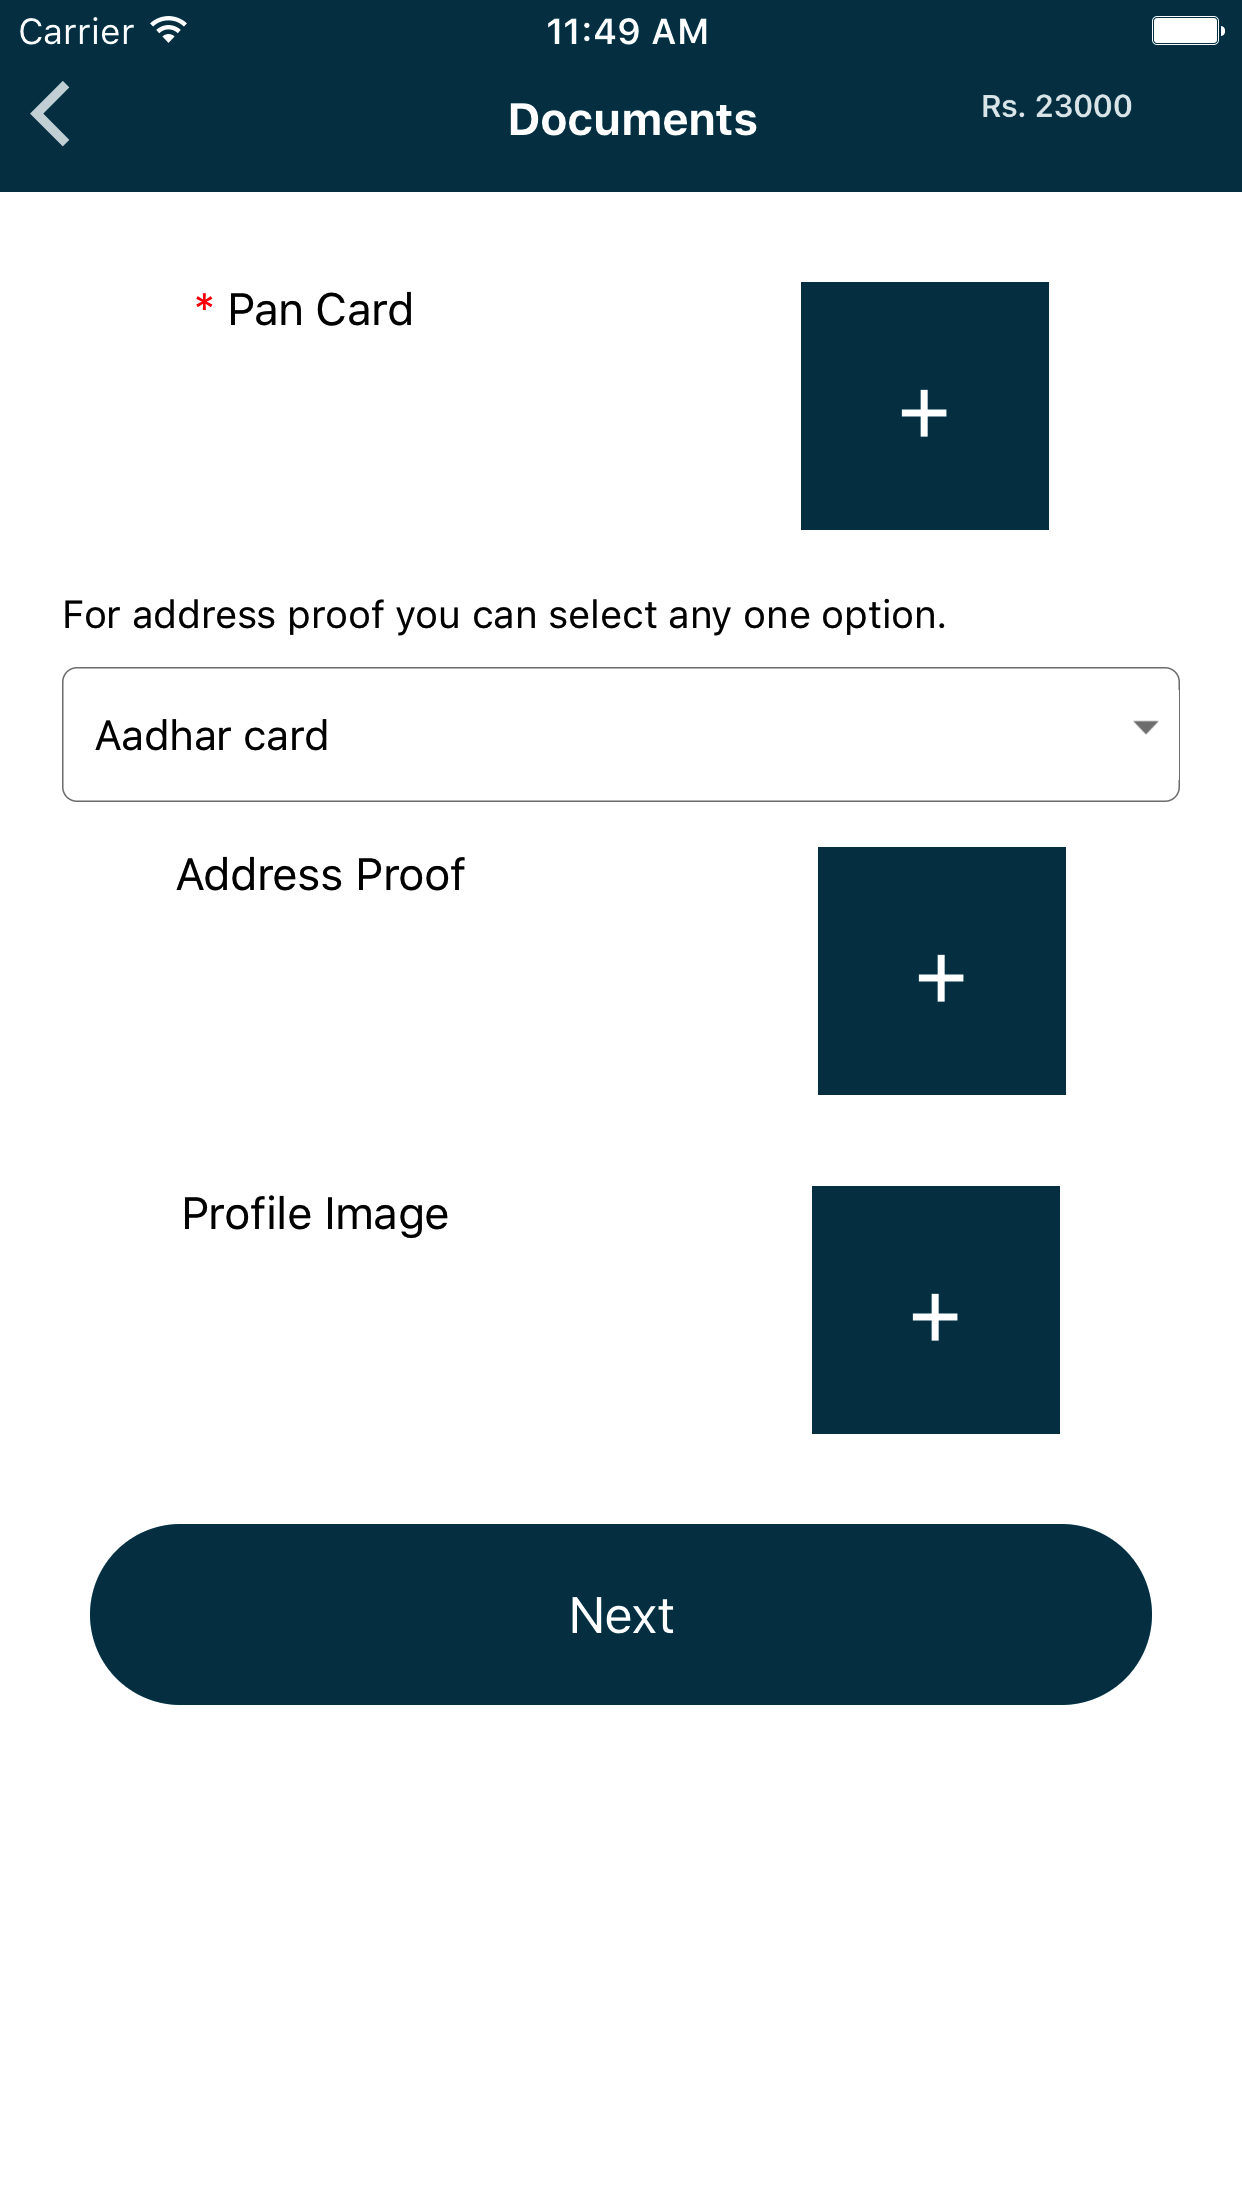 Carrier 11:49 AM
Documents Rs. 23000
* Pan Card
+
For address proof you can select any one option.
Aadhar card
Address Proof
+
Profile Image
+
Next